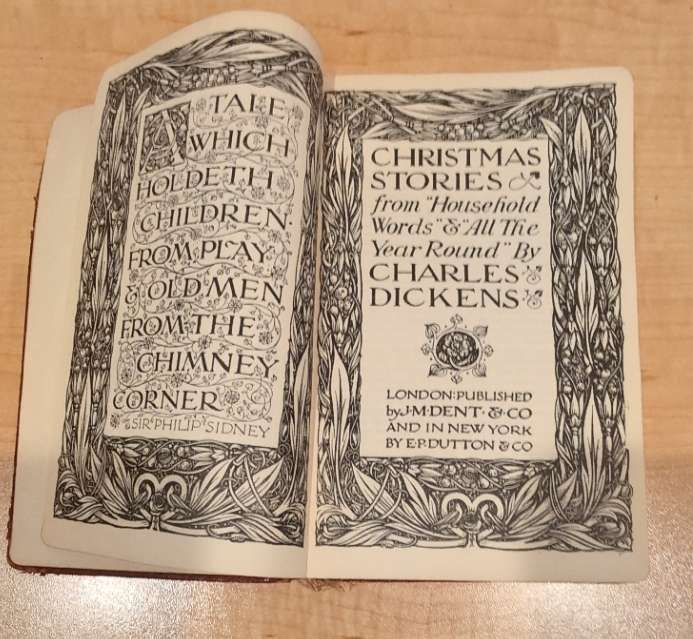 A TALE
WHICH
HOLDETH
CHILDREN
FROM PLAY
& OLD MEN
FROM THE
CHIMNEY
CORNER
SIR PHILIP SIDNEY
CHRISTMAS
STORIES
from "Household
Words" & "All The
Year Round" By
CHARLES
DICKENS
LONDON: PUBLISHED
by J. M. DENT. & CO
AND IN NEW YORK
BY E. P. DUTTON & CO